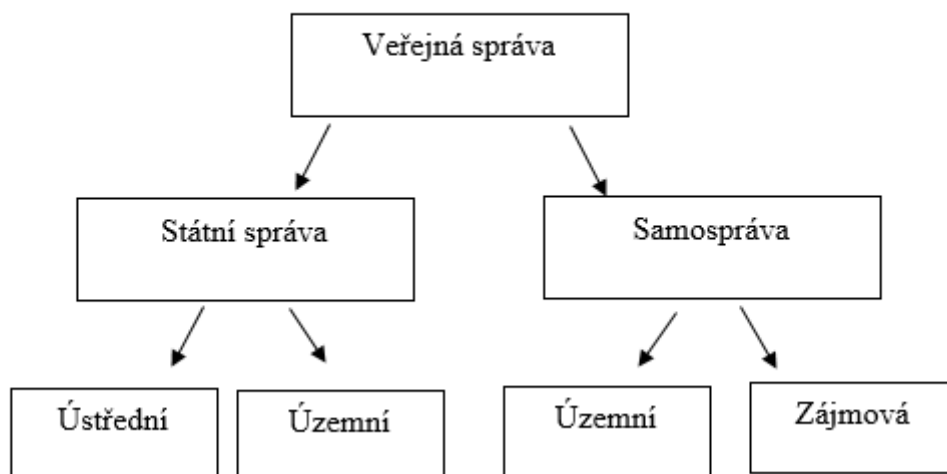 Veřejná správa
Státní správa
Samospráva
Ústřední
Územní
Územní
Zájmová